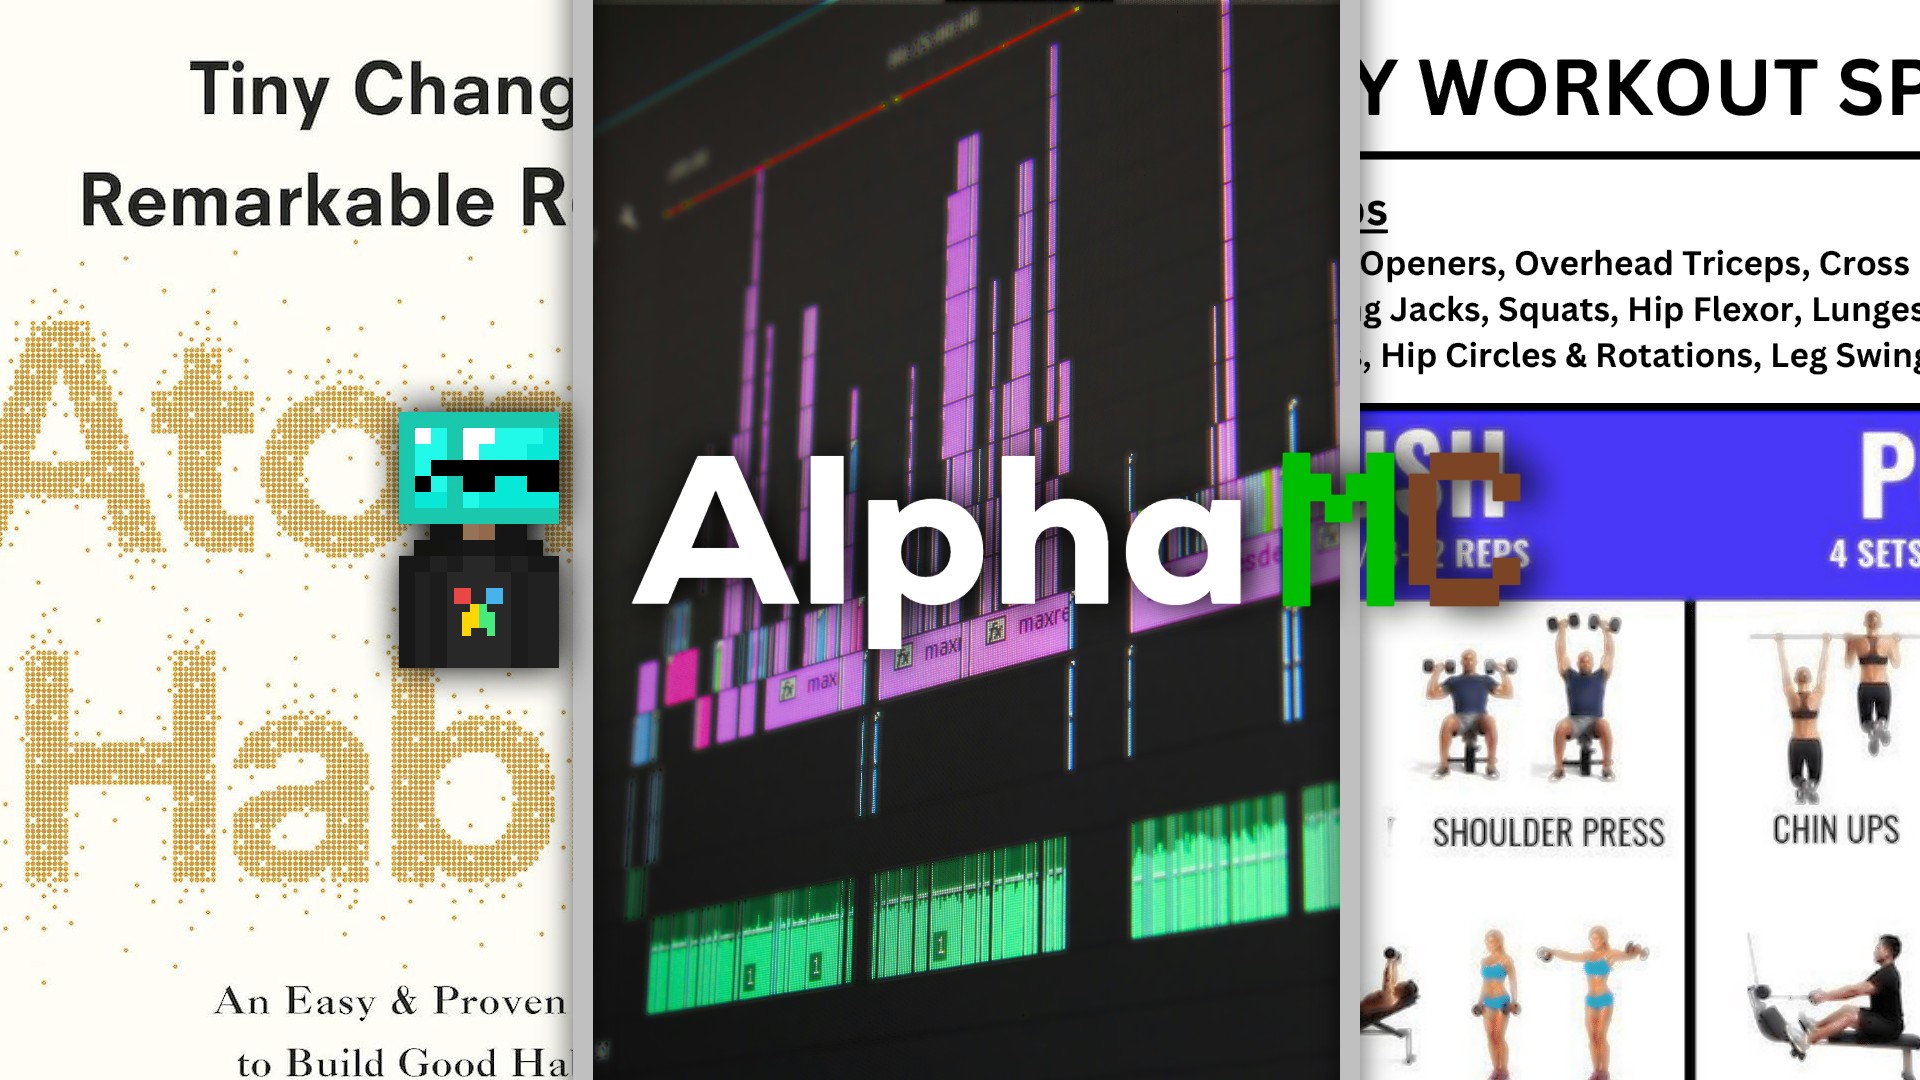 Tiny Chang
Remarkable R
Ato
Hab
An Easy & Proven
to Build Good Ha
AlphaMC
maxr
maxre
Y WORKOUT SP
Openers, Overhead Triceps, Cross
g Jacks, Squats, Hip Flexor, Lunges
, Hip Circles & Rotations, Leg Swing
SH
2 REPS
P
4 SETS
SHOULDER PRESS
CHIN UPS